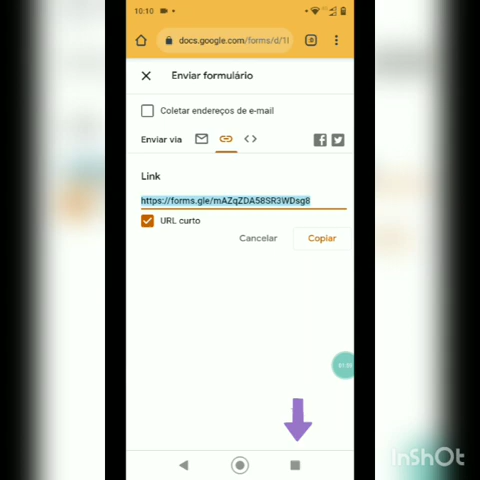 10:10
docs.google.com/forms/d/1l
Enviar formulário
Coletar endereços de e-mail
Enviar via
Link
https://forms.gle/mAZqZDA58SR3WDsg8
URL curto
Cancelar
Copiar
InShOt